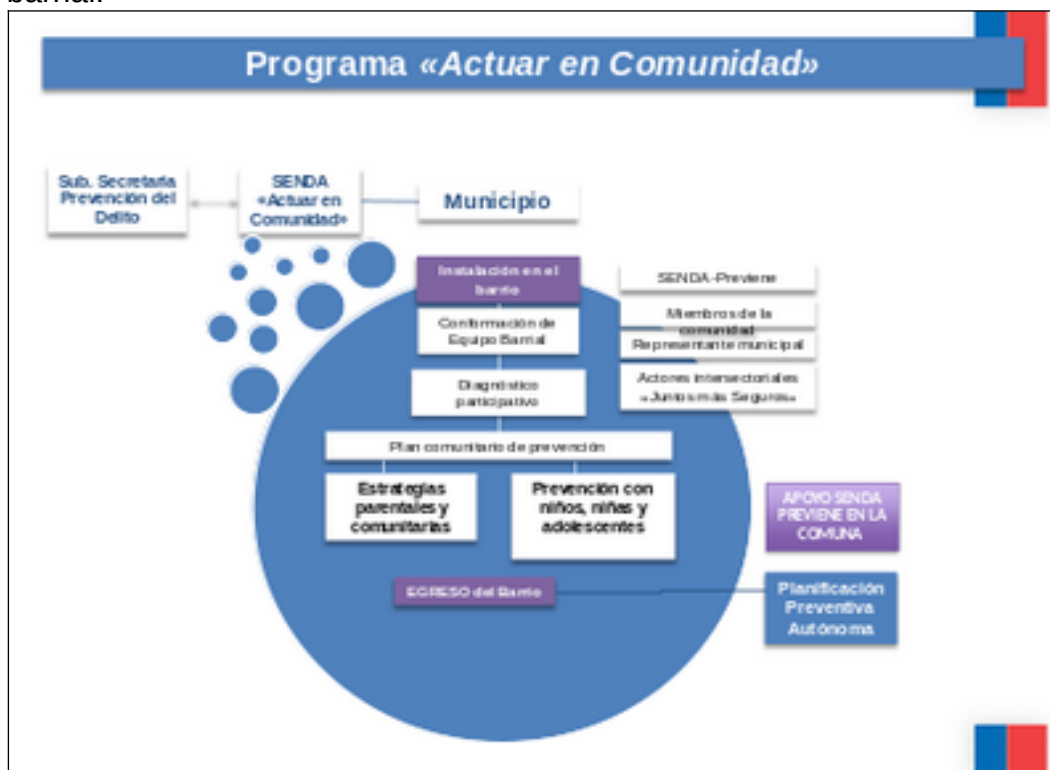 Programa «Actuar en Comunidad»
Sub. Secretaria
Prevención del
Delito
SENDA
«Actuar en
Comunidad»
Municipio
Instalación en el
barrio
Conformación de
Equipo Barrial
Diagnóstico
participativo
SENDA-Previene
Miembros de la
comunidad
Representante municipal
Actores intersectoriales
«Juntos más Seguros»
Plan comunitario de prevención
Estrategias
parentales y
comunitarias
Prevención con
niños, niñas y
adolescentes
APOYO SENDA
PREVIENE EN LA
COMUNA
EGRESO del Barrio
Planificación
Preventiva
Autónoma